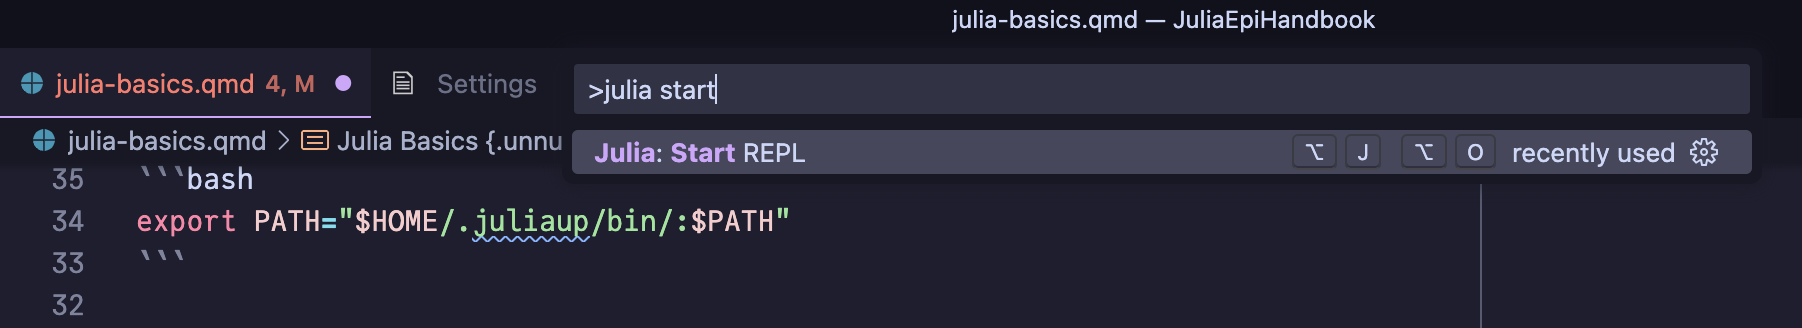 julia-basics.qmd — JuliaEpiHandbook
julia-basics.qmd 4, M Settings
>julia start
julia-basics.qmd > Julia Basics {.unnu
Julia: Start REPL ⌥ J ⌥ O recently used
35 ```bash
34 export PATH="$HOME/.juliaup/bin/:$PATH"
33 ```
32